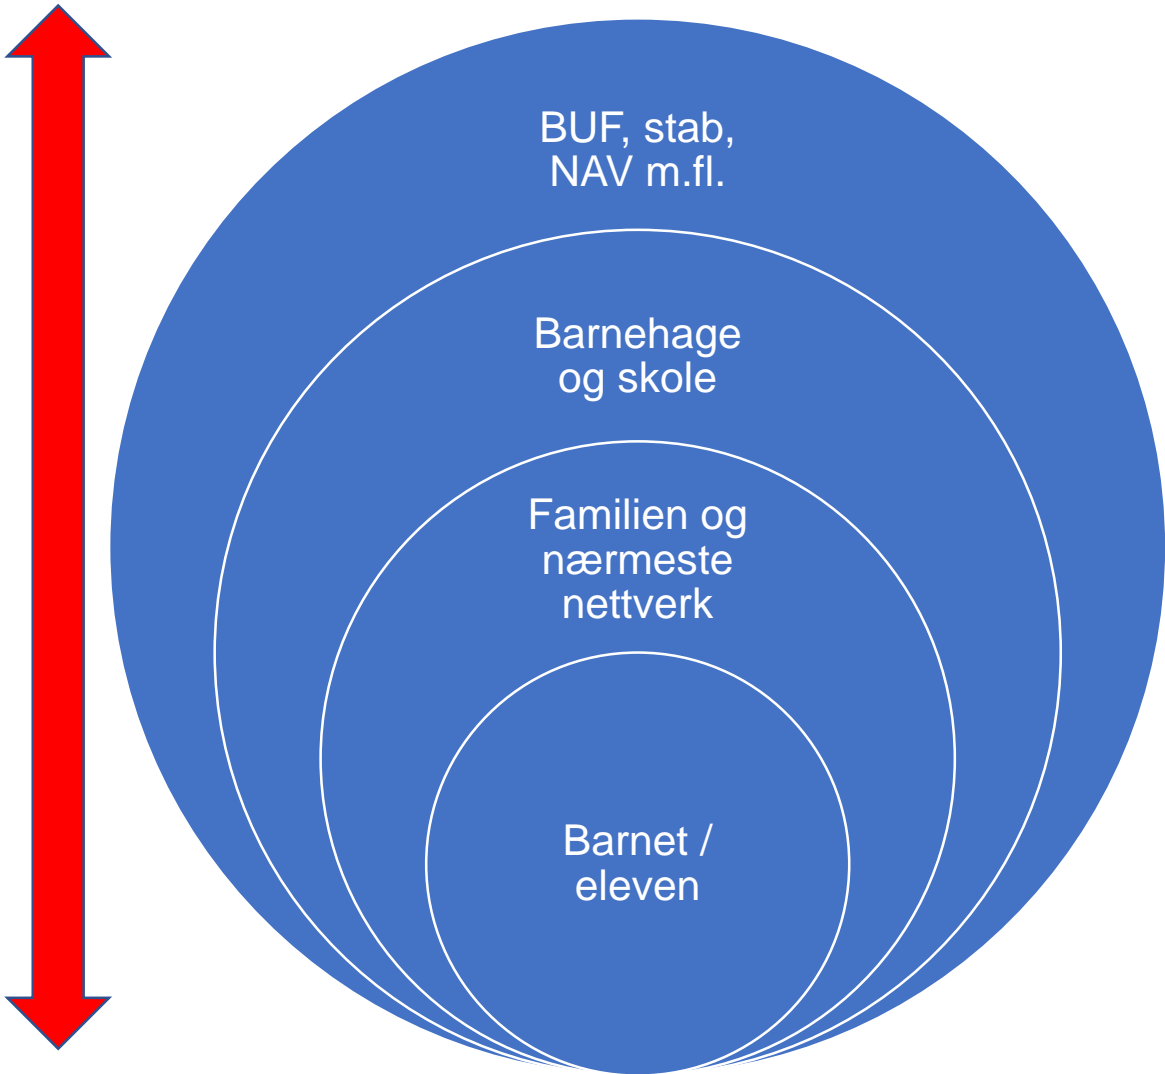 BUF, stab,
NAV m.fl.
Barnehage
og skole
Familien og
nærmeste
nettverk
Barnet /
eleven